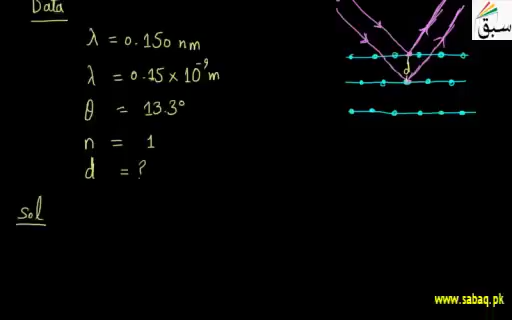 Data
سبق
λ = 0.150 nm
d
λ = 0.15 × 10⁻⁹ m
θ = 13.3°
n = 1
d = ?
Sol
www.sabaq.pk